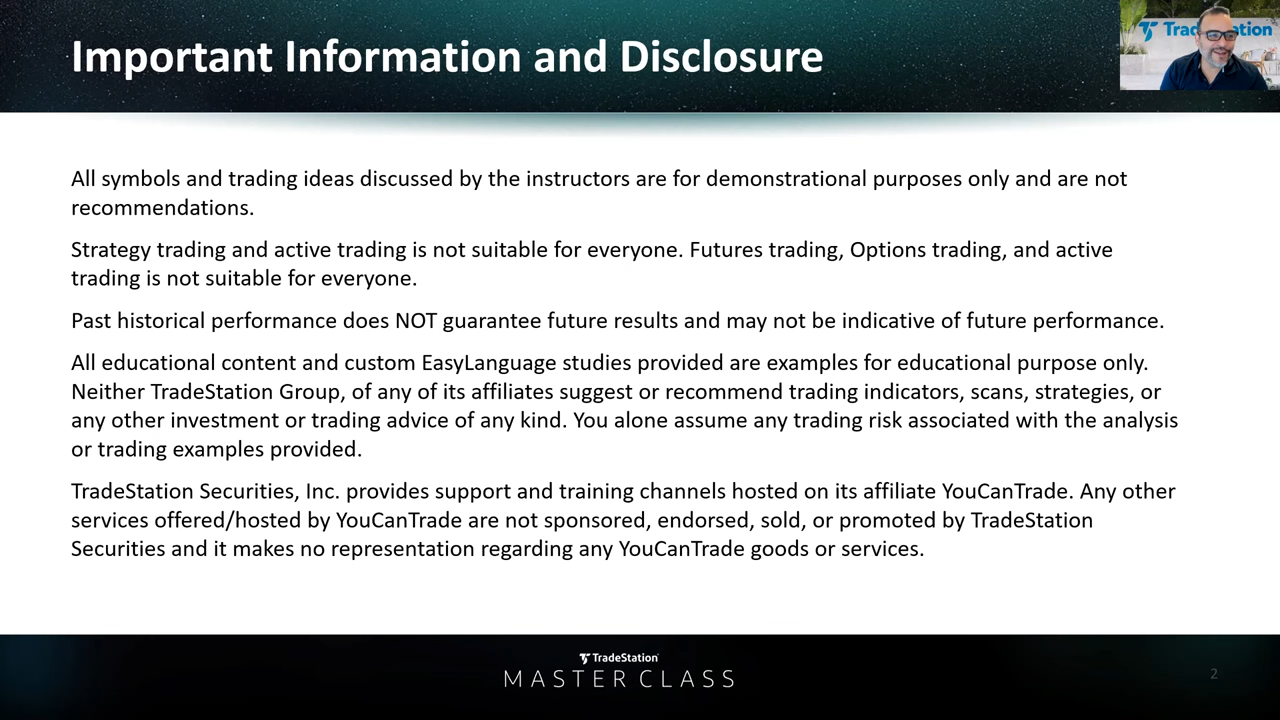 Important Information and Disclosure
TradeStation
All symbols and trading ideas discussed by the instructors are for demonstrational purposes only and are not
recommendations.
Strategy trading and active trading is not suitable for everyone. Futures trading, Options trading, and active
trading is not suitable for everyone.
Past historical performance does NOT guarantee future results and may not be indicative of future performance.
All educational content and custom EasyLanguage studies provided are examples for educational purpose only.
Neither TradeStation Group, of any of its affiliates suggest or recommend trading indicators, scans, strategies, or
any other investment or trading advice of any kind. You alone assume any trading risk associated with the analysis
or trading examples provided.
TradeStation Securities, Inc. provides support and training channels hosted on its affiliate YouCanTrade. Any other
services offered/hosted by YouCanTrade are not sponsored, endorsed, sold, or promoted by TradeStation
Securities and it makes no representation regarding any YouCanTrade goods or services.
TradeStation
MASTER CLASS
2